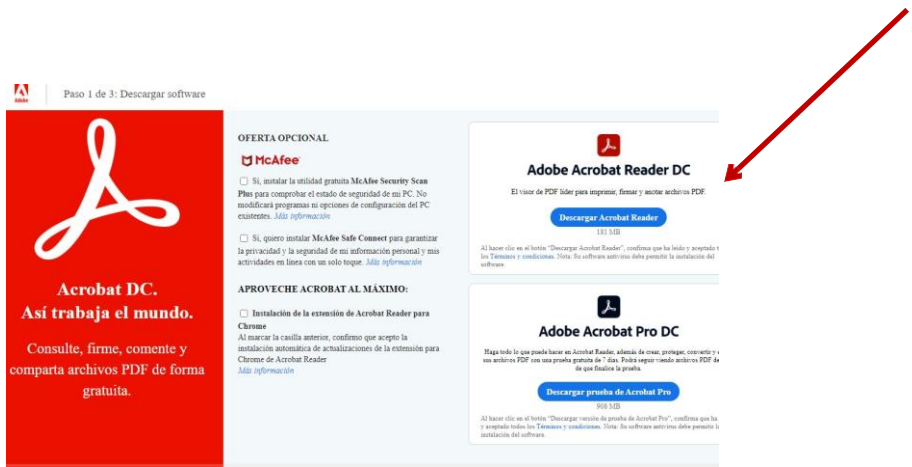 Adobe
Paso 1 de 3: Descargar software
Acrobat DC.
Así trabaja el mundo.
Consulte, firme, comente y
comparta archivos PDF de forma
gratuita.
OFERTA OPCIONAL
McAfee
Sí, instalar la utilidad gratuita McAfee Security Scan
Plus para comprobar el estado de seguridad de mi PC. No
modificará programas ni opciones de configuración del PC
existentes. Más información
Sí, quiero instalar McAfee Safe Connect para garantizar
la privacidad y la seguridad de mi información personal y mis
actividades en línea con un solo toque. Más información
APROVECHE ACROBAT AL MÁXIMO:
Instalación de la extensión de Acrobat Reader para
Chrome
Al marcar la casilla anterior, confirmo que acepto la
instalación automática de actualizaciones de la extensión para
Chrome de Acrobat Reader
Más información
Adobe Acrobat Reader DC
El visor de PDF líder para imprimir, firmar y anotar archivos PDF.
Descargar Acrobat Reader
181 MB
Al hacer clic en el botón "Descargar Acrobat Reader", confirma que ha leído y aceptado t
los Términos y condiciones. Nota: Su software antivirus debe permitir la instalación del
software.
Adobe Acrobat Pro DC
Haga todo lo que puede hacer en Acrobat Reader, además de crear, proteger, convertir y e
sus archivos PDF con una prueba gratuita de 7 días. Podrá seguir viendo archivos PDF de
de que finalice la prueba.
Descargar prueba de Acrobat Pro
968 MB
Al hacer clic en el botón "Descargar versión de prueba de Acrobat Pro", confirma que ha
y aceptado todos los Términos y condiciones. Nota: Su software antivirus debe permitir la
instalación del software.